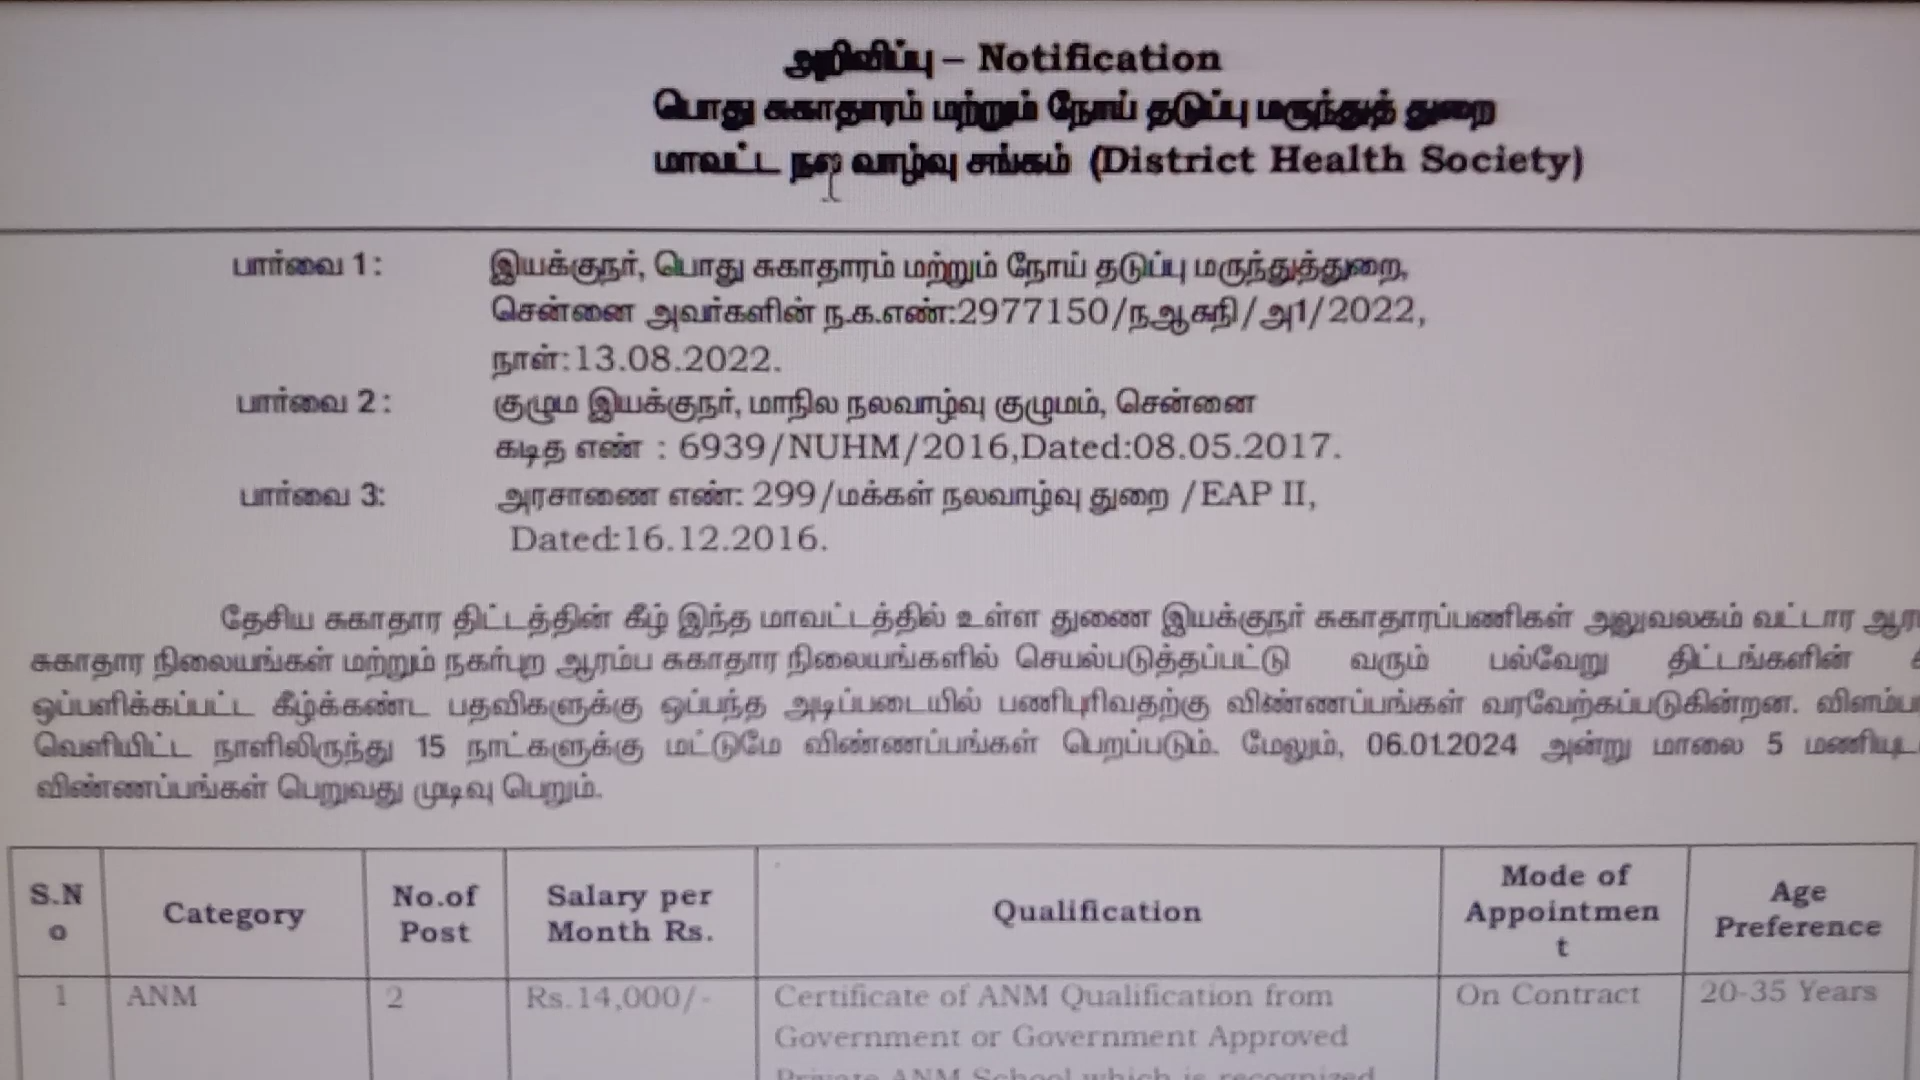 அறிவிப்பு – Notification
பொது சுகாதாரம் மற்றும் நோய் தடுப்பு மருந்துத் துறை
மாவட்ட நல வாழ்வு சங்கம் (District Health Society)
பார்வை 1: இயக்குநர், பொது சுகாதாரம் மற்றும் நோய் தடுப்பு மருந்துத்துறை,
சென்னை அவர்களின் ந.க.எண்:2977150/நஆசுநி/அ1/2022,
நாள்:13.08.2022.
பார்வை 2: குழும இயக்குநர், மாநில நலவாழ்வு குழுமம், சென்னை
கடித எண் : 6939/NUHM/2016,Dated:08.05.2017.
பார்வை 3: அரசாணை எண்: 299/மக்கள் நலவாழ்வு துறை /EAP II,
Dated:16.12.2016.
தேசிய சுகாதார திட்டத்தின் கீழ் இந்த மாவட்டத்தில் உள்ள துணை இயக்குநர் சுகாதாரப்பணிகள் அலுவலகம் வட்டார
சுகாதார நிலையங்கள் மற்றும் நகர்புற ஆரம்ப சுகாதார நிலையங்களில் செயல்படுத்தப்பட்டு வரும் பல்வேறு திட்டங்களின்
ஒப்பளிக்கப்பட்ட கீழ்க்கண்ட பதவிகளுக்கு ஒப்பந்த அடிப்படையில் பணிபுரிவதற்கு விண்ணப்பங்கள் வரவேற்கப்படுகின்றன.
வெளியிட்ட நாளிலிருந்து 15 நாட்களுக்கு மட்டுமே விண்ணப்பங்கள் பெறப்படும். மேலும், 06.01.2024 அன்று மாலை 5
விண்ணப்பங்கள் பெறுவது முடிவு பெறும்.
S.N
o
Category
No.of
Post
Salary per
Month Rs.
Qualification
Mode of
Appointmen
t
Age
Preference
1 ANM 2 Rs.14,000/- Certificate of ANM Qualification from On Contract 20-35 Years
Government or Government Approved
Private ANM School which is recognized